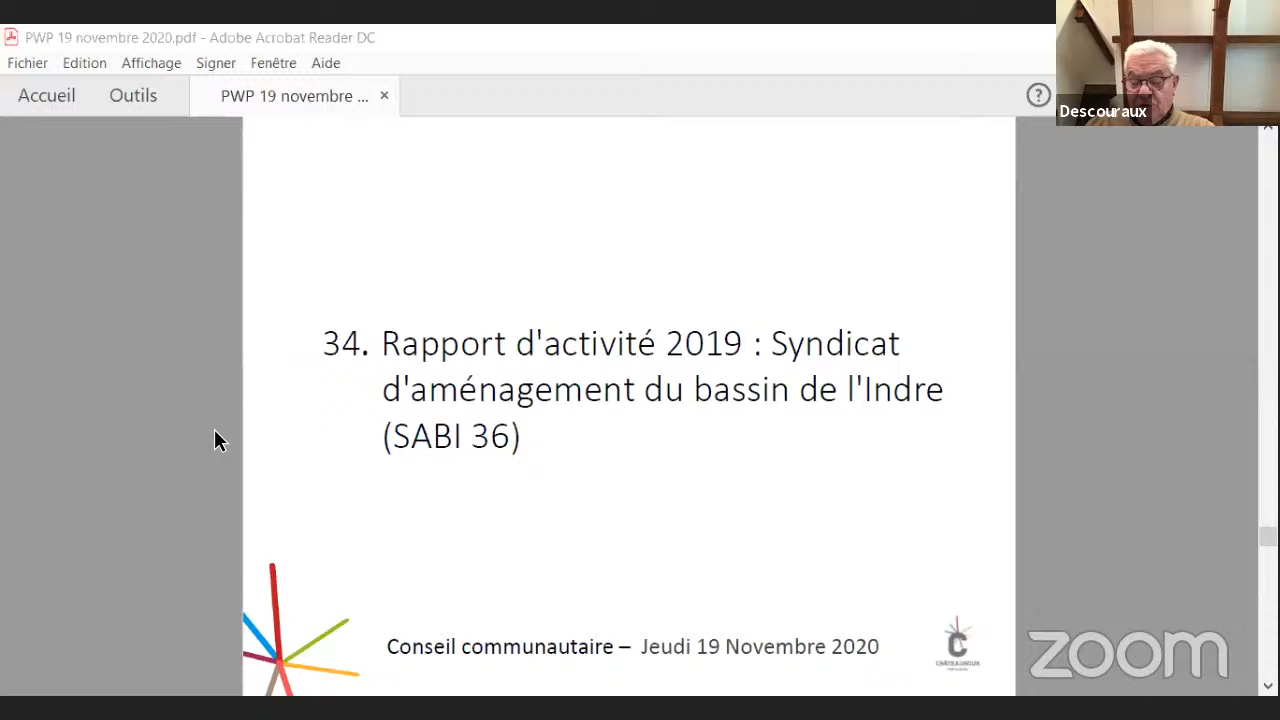 PWP 19 novembre 2020.pdf - Adobe Acrobat Reader DC
Fichier Edition Affichage Signer Fenêtre Aide
Accueil Outils PWP 19 novembre ... ×
Descouraux
34. Rapport d'activité 2019 : Syndicat
d'aménagement du bassin de l'Indre
(SABI 36)
Conseil communautaire – Jeudi 19 Novembre 2020
CHÂTEAUROUX
zoom